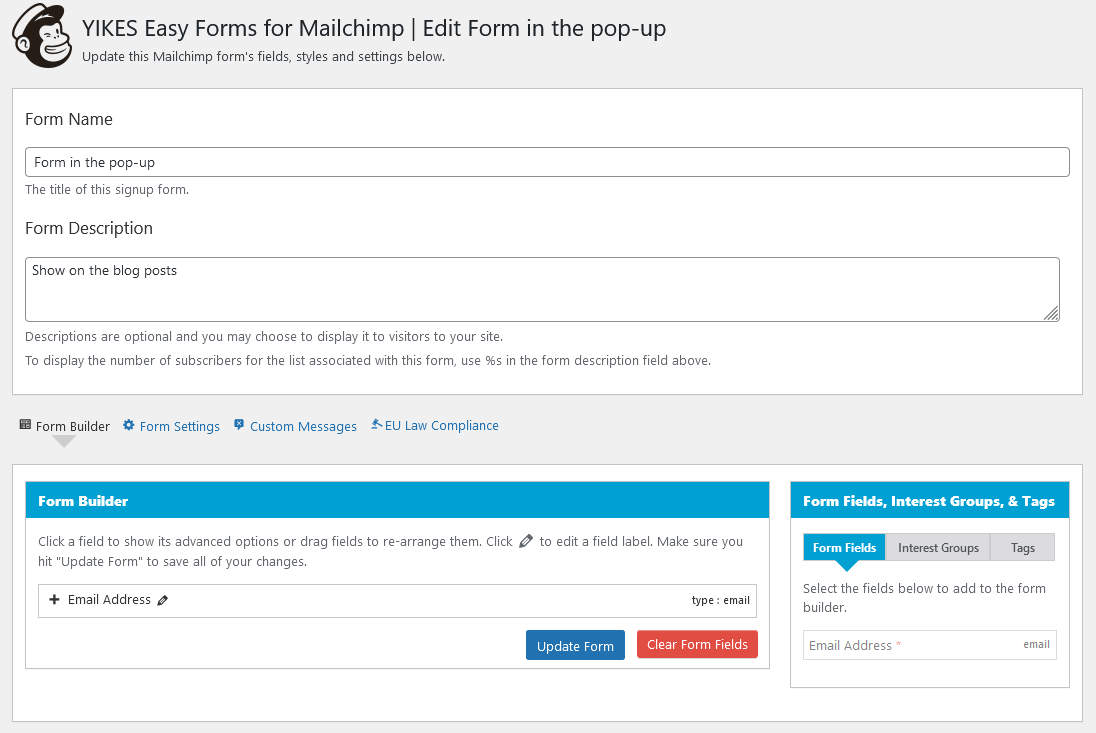 YIKES Easy Forms for Mailchimp | Edit Form in the pop-up
Update this Mailchimp form's fields, styles and settings below.
Form Name
Form in the pop-up
The title of this signup form.
Form Description
Show on the blog posts
Descriptions are optional and you may choose to display it to visitors to your site.
To display the number of subscribers for the list associated with this form, use %s in the form description field above.
Form Builder Form Settings Custom Messages EU Law Compliance
Form Builder
Click a field to show its advanced options or drag fields to re-arrange them. Click to edit a field label. Make sure you
hit "Update Form" to save all of your changes.
Email Address type : email
Update Form Clear Form Fields
Form Fields, Interest Groups, & Tags
Form Fields Interest Groups Tags
Select the fields below to add to the form
builder.
Email Address * email